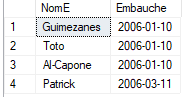 NomE Embauche
1 Guimezanes 2006-01-10
2 Toto 2006-01-10
3 Al-Capone 2006-01-10
4 Patrick 2006-03-11